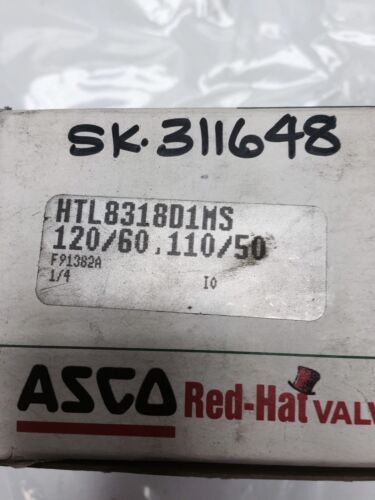 SK.311648
HTL8318D1MS
120/60, 110/50
F91382A
1/4 IO
ASCO Red-Hat VALV